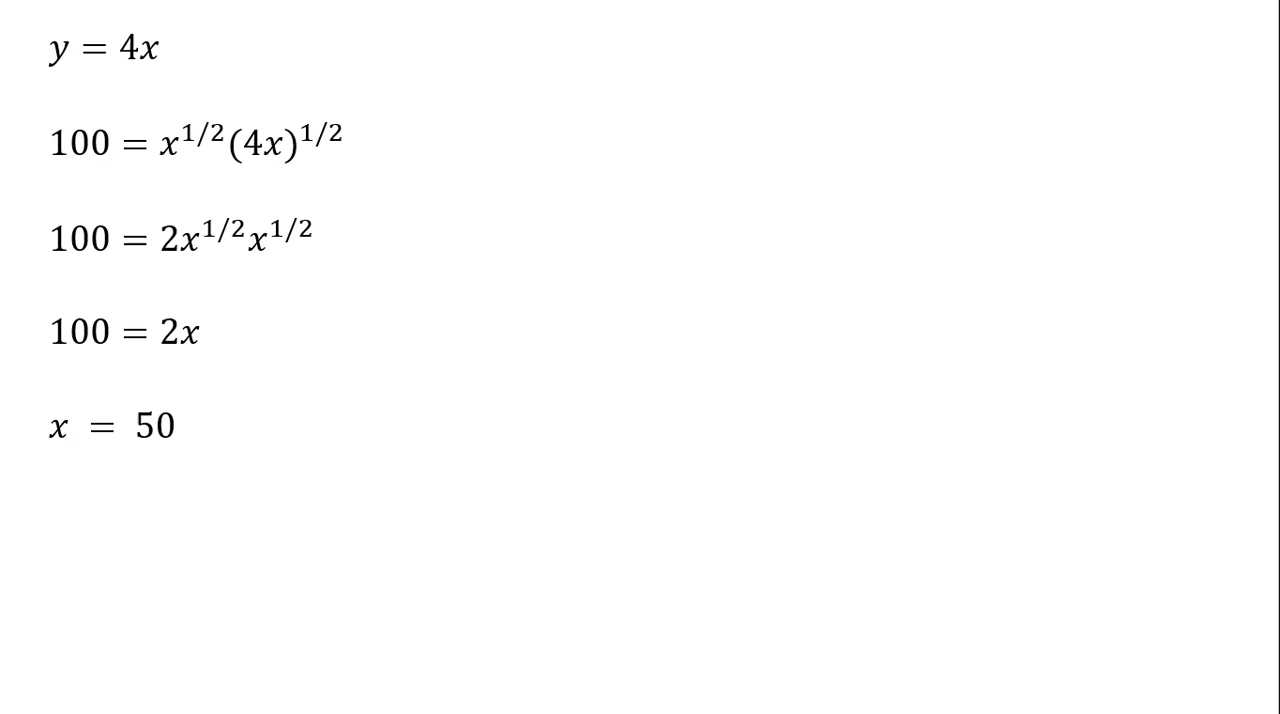 y = 4x
100 = x^{1/2}(4x)^{1/2}
100 = 2x^{1/2}x^{1/2}
100 = 2x
x = 50